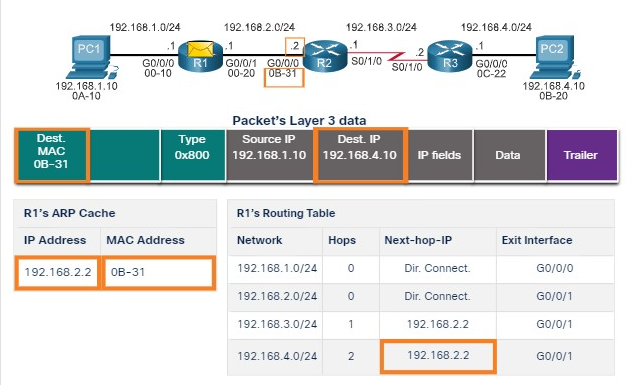 192.168.1.0/24 192.168.2.0/24 192.168.3.0/24 192.168.4.0/24
PC1 .1 R1 .1 .2 R2 .1 .2 R3 .1 PC2
G0/0/0 G0/0/1 G0/0/0 S0/1/0 S0/1/0 G0/0/0
00-10 00-20 0B-31 0C-22
192.168.1.10 192.168.4.10
0A-10 0B-20
Packet's Layer 3 data
Dest. MAC 0B-31
Type 0x800
Source IP 192.168.1.10
Dest. IP 192.168.4.10
IP fields
Data
Trailer
R1's ARP Cache
IP Address MAC Address
192.168.2.2 0B-31
R1's Routing Table
Network Hops Next-hop-IP Exit Interface
192.168.1.0/24 0 Dir. Connect. G0/0/0
192.168.2.0/24 0 Dir. Connect. G0/0/1
192.168.3.0/24 1 192.168.2.2 G0/0/1
192.168.4.0/24 2 192.168.2.2 G0/0/1